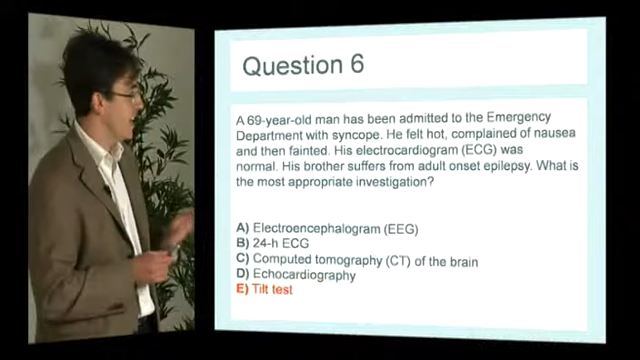 Question 6
A 69-year-old man has been admitted to the Emergency
Department with syncope. He felt hot, complained of nausea
and then fainted. His electrocardiogram (ECG) was
normal. His brother suffers from adult onset epilepsy. What is
the most appropriate investigation?
A) Electroencephalogram (EEG)
B) 24-h ECG
C) Computed tomography (CT) of the brain
D) Echocardiography
E) Tilt test